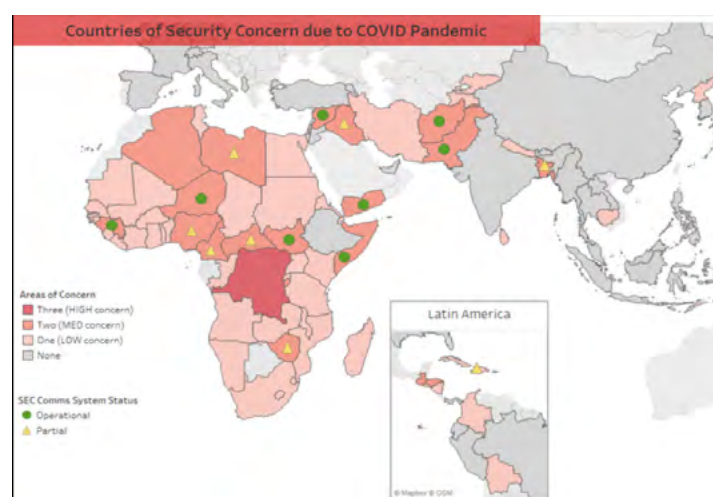 Countries of Security Concern due to COVID Pandemic
Areas of Concern
Three (HIGH concern)
Two (MED concern)
One (LOW concern)
None
SEC Comms System Status
Operational
Partial
Latin America
© Mapbox © OSM